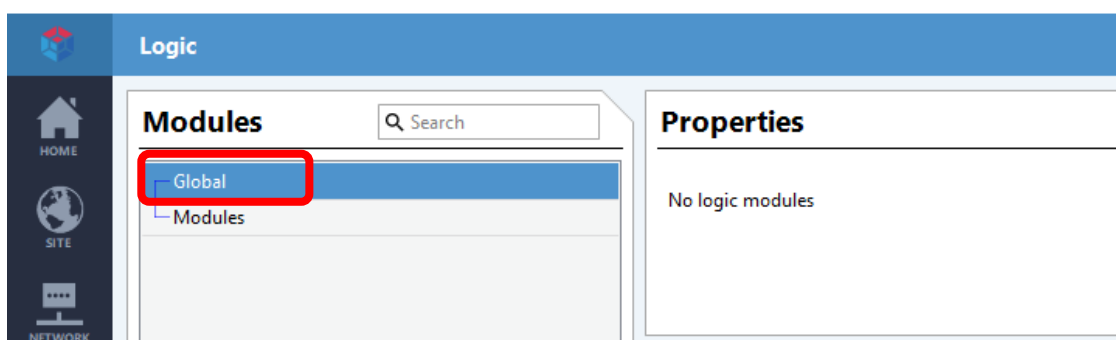 Logic
HOME
SITE
NETWORK
Modules
Search
Global
Modules
Properties
No logic modules